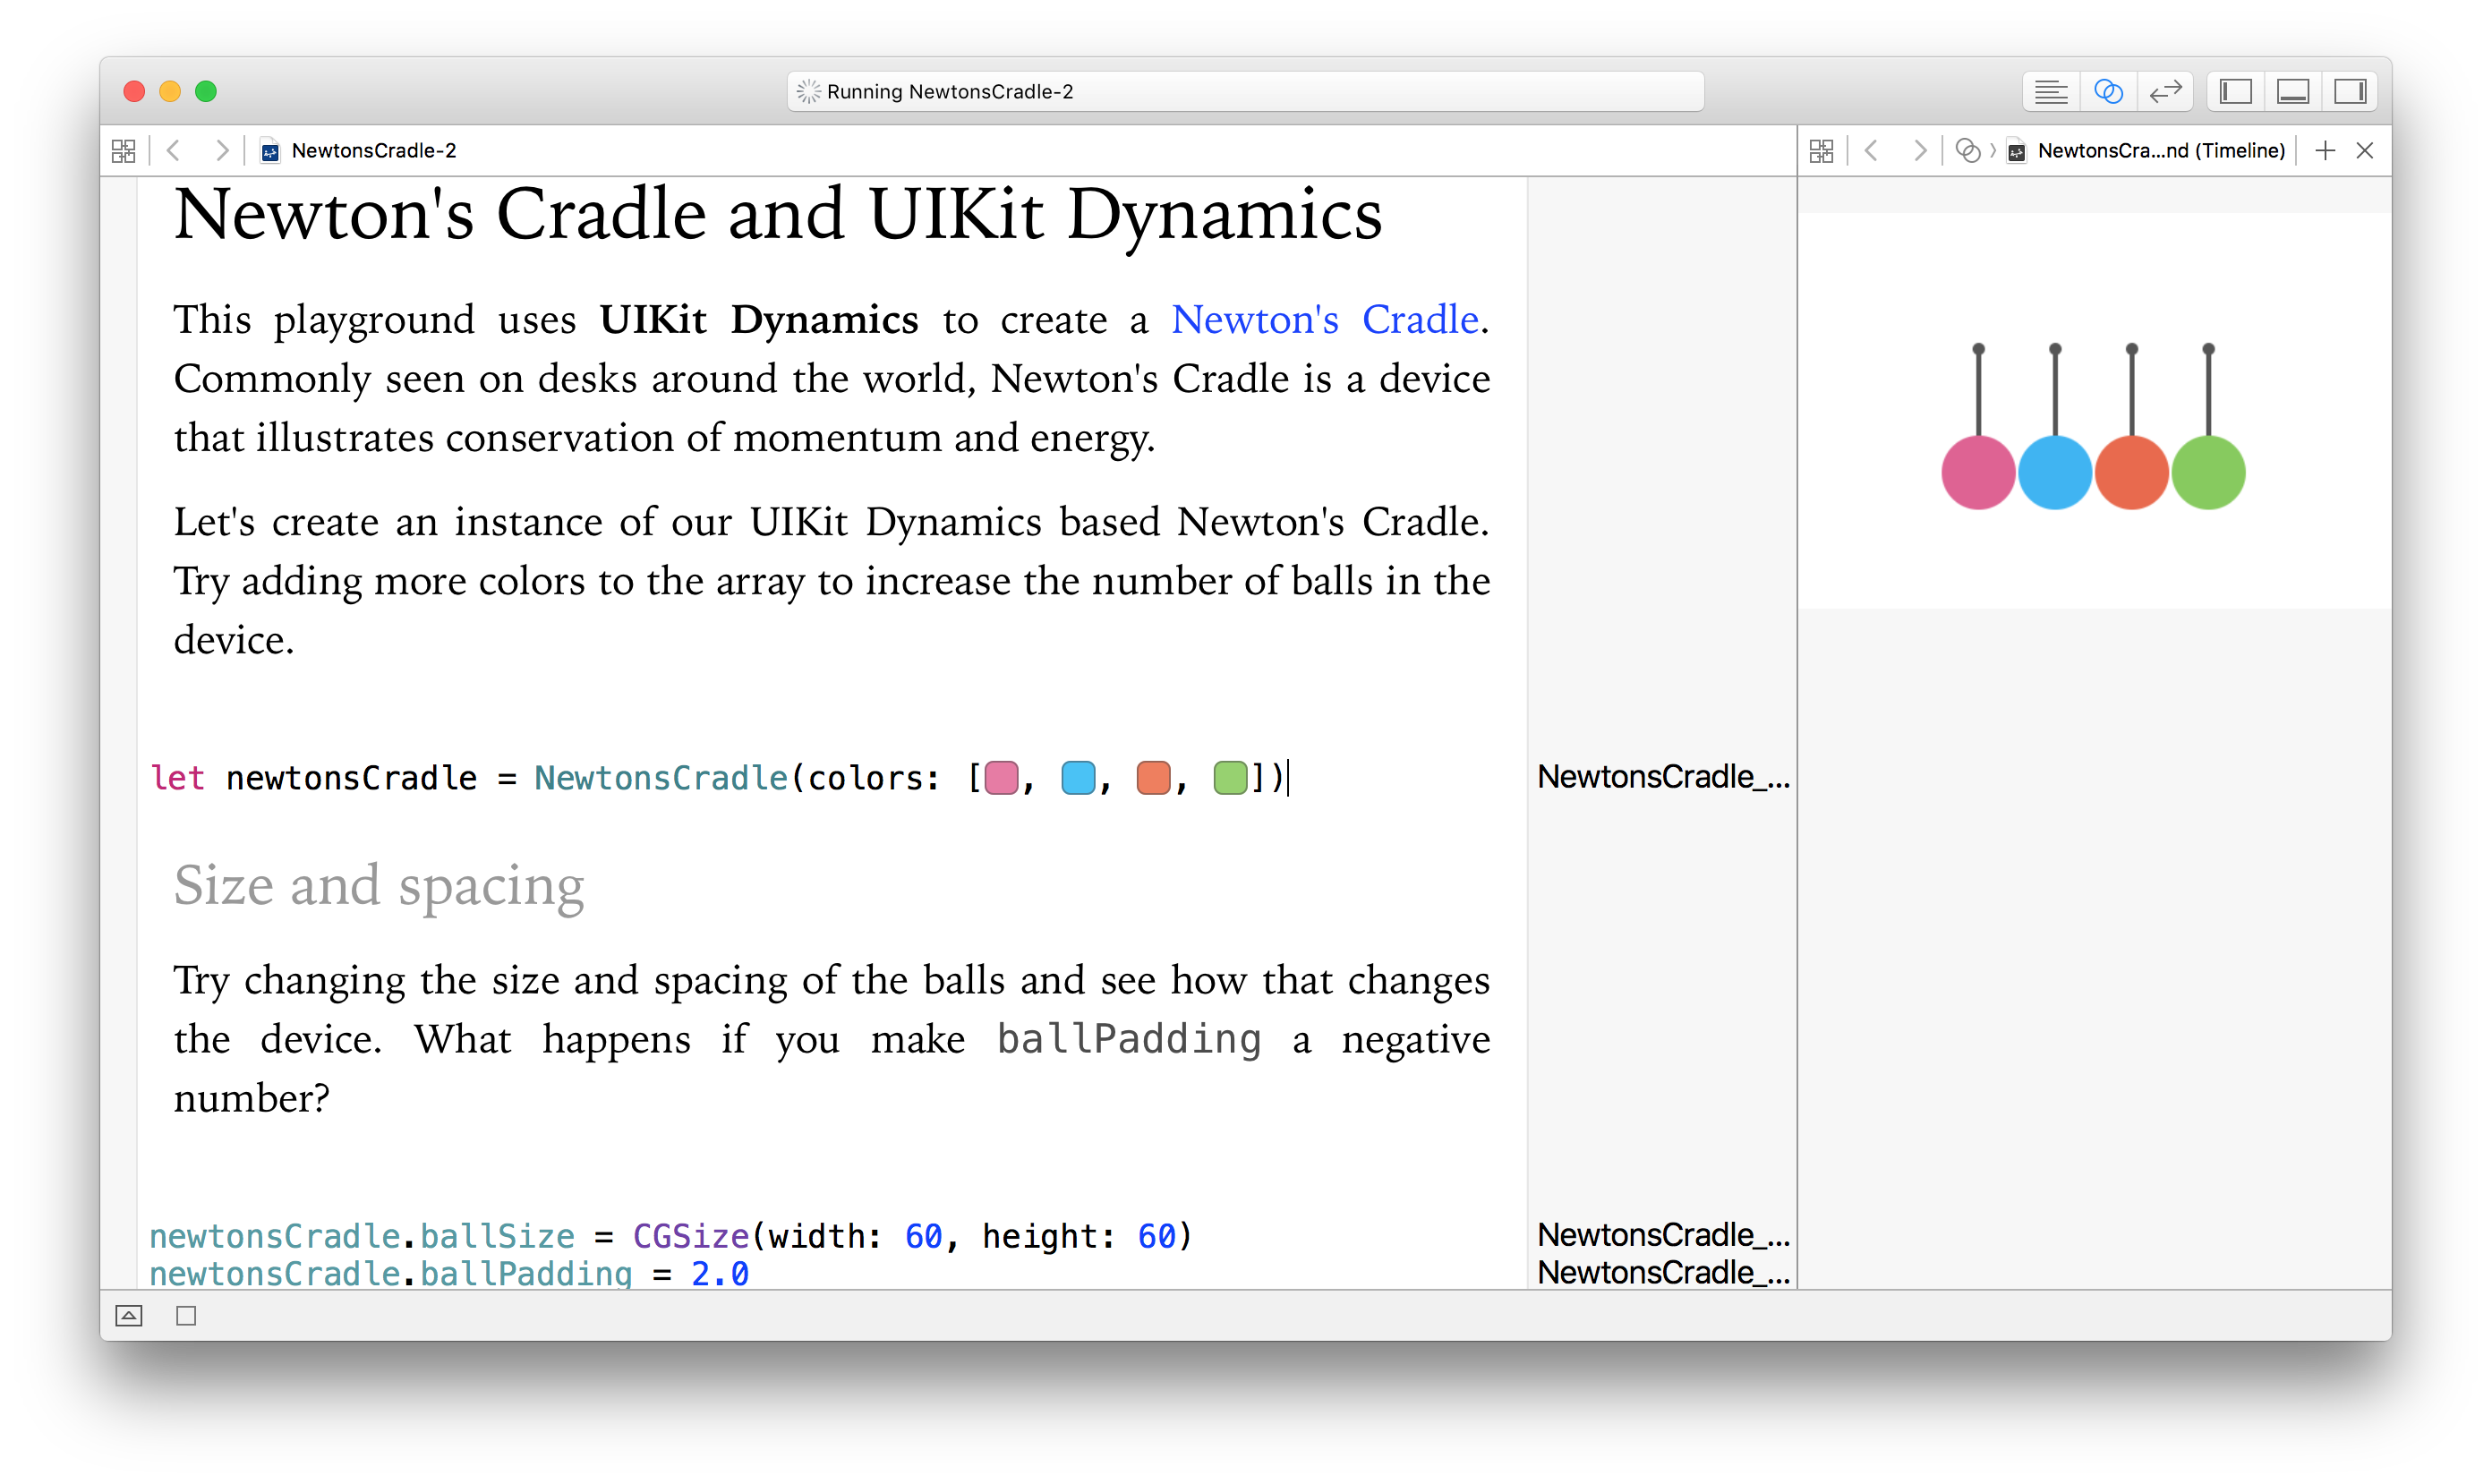 Running NewtonsCradle-2
NewtonsCradle-2
NewtonsCra...nd (Timeline)
Newton's Cradle and UIKit Dynamics
This playground uses UIKit Dynamics to create a Newton's Cradle.
Commonly seen on desks around the world, Newton's Cradle is a device
that illustrates conservation of momentum and energy.
Let's create an instance of our UIKit Dynamics based Newton's Cradle.
Try adding more colors to the array to increase the number of balls in the
device.
let newtonsCradle = NewtonsCradle(colors: [, , , ])
NewtonsCradle_...
Size and spacing
Try changing the size and spacing of the balls and see how that changes
the device. What happens if you make ballPadding a negative
number?
newtonsCradle.ballSize = CGSize(width: 60, height: 60)
NewtonsCradle_...
newtonsCradle.ballPadding = 2.0
NewtonsCradle_...